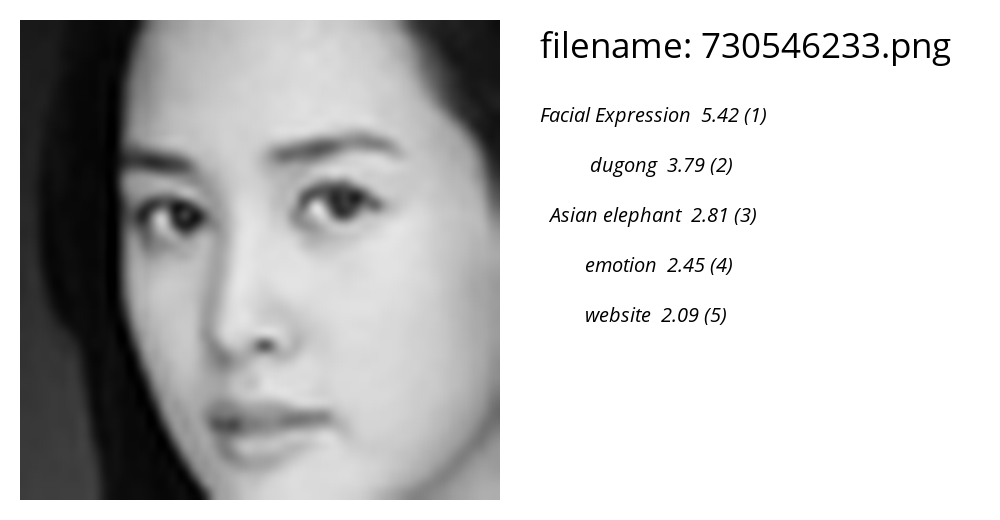 filename: 730546233.png
Facial Expression 5.42 (1)
dugong 3.79 (2)
Asian elephant 2.81 (3)
emotion 2.45 (4)
website 2.09 (5)